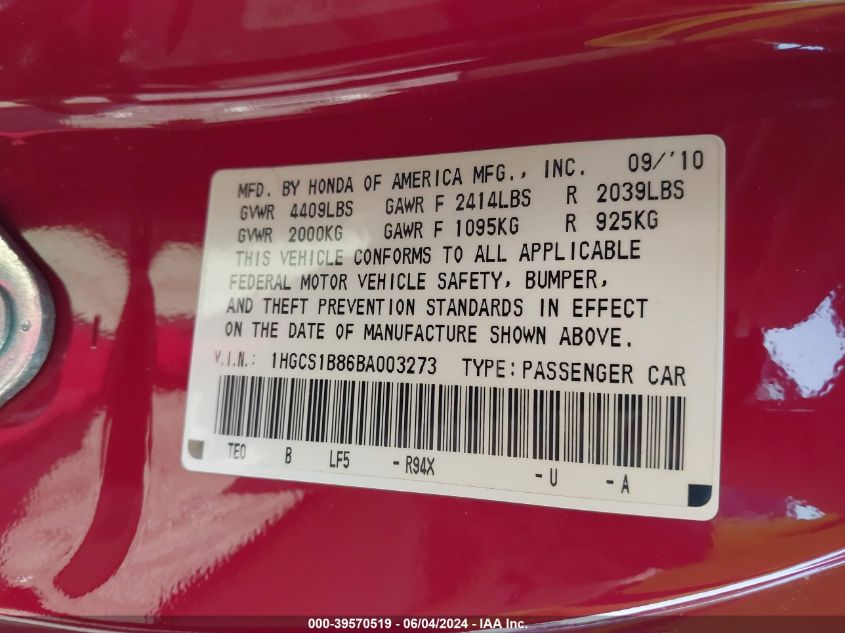 MFD. BY HONDA OF AMERICA MFG., INC. 09/'10
GVWR 4409LBS GAWR F 2414LBS R 2039LBS
GVWR 2000KG GAWR F 1095KG R 925KG
THIS VEHICLE CONFORMS TO ALL APPLICABLE
FEDERAL MOTOR VEHICLE SAFETY, BUMPER,
AND THEFT PREVENTION STANDARDS IN EFFECT
ON THE DATE OF MANUFACTURE SHOWN ABOVE.
V.I.N.: 1HGCS1B86BA003273 TYPE:PASSENGER CAR
TE0 B LF5 - R94X - U - A
000-39570519 - 06/04/2024 - IAA Inc.